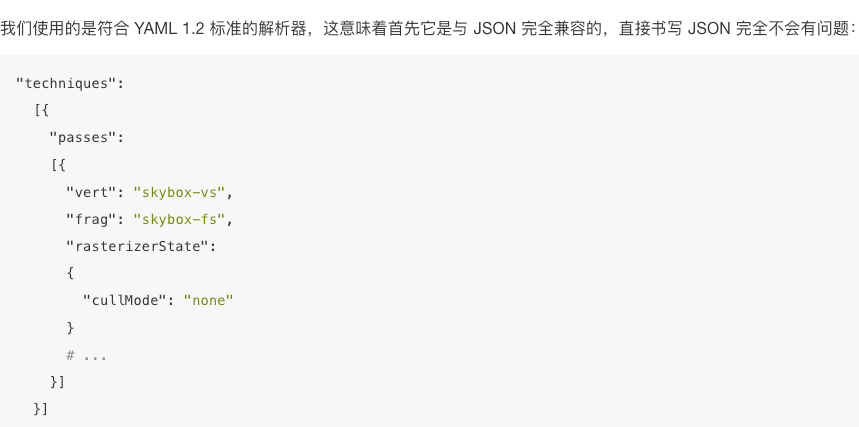 我们使用的是符合 YAML 1.2 标准的解析器，这意味着首先它是与 JSON 完全兼容的，直接书写 JSON 完全不会有问题：
"techniques":
  [{
    "passes":
    [{
      "vert": "skybox-vs",
      "frag": "skybox-fs",
      "rasterizerState":
      {
        "cullMode": "none"
      }
      # ...
    }]
  }]